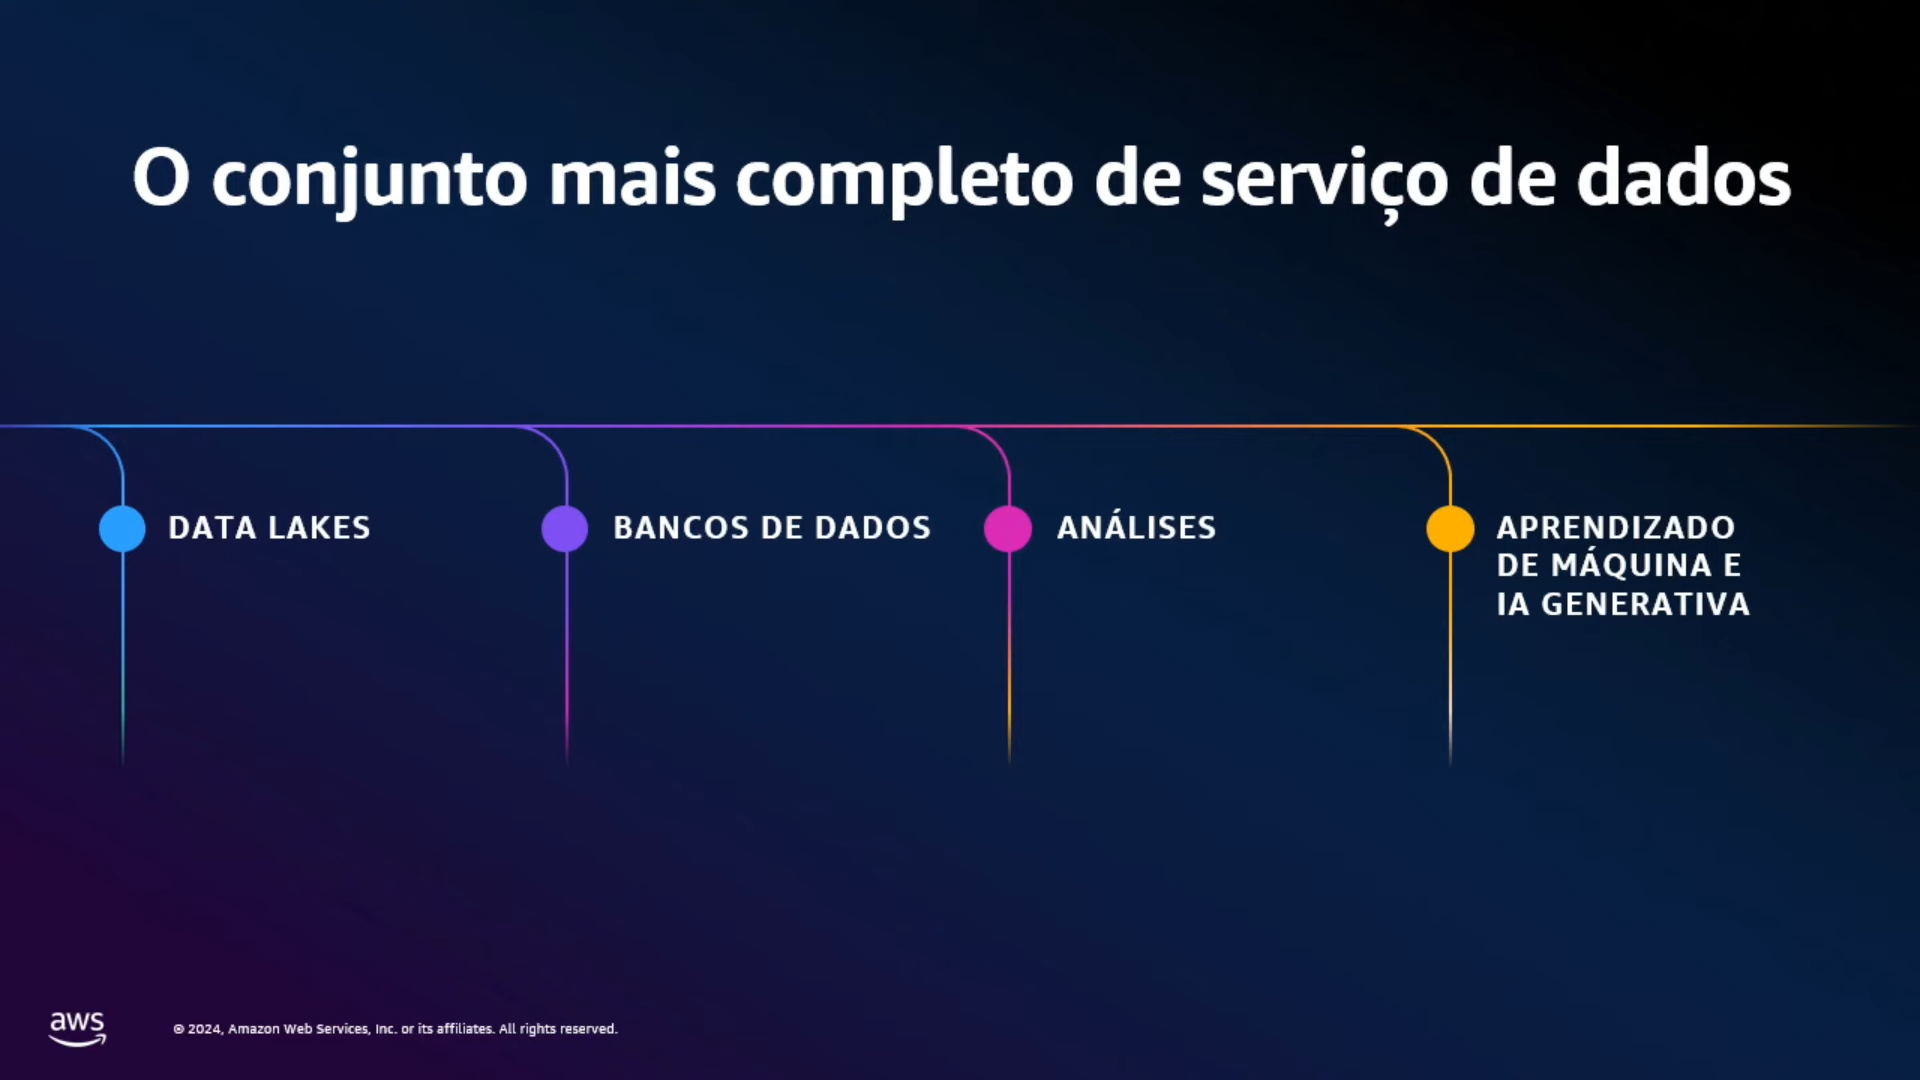 O conjunto mais completo de serviço de dados
DATA LAKES
BANCOS DE DADOS
ANÁLISES
APRENDIZADO
DE MÁQUINA E
IA GENERATIVA
aws
© 2024, Amazon Web Services, Inc. or its affiliates. All rights reserved.